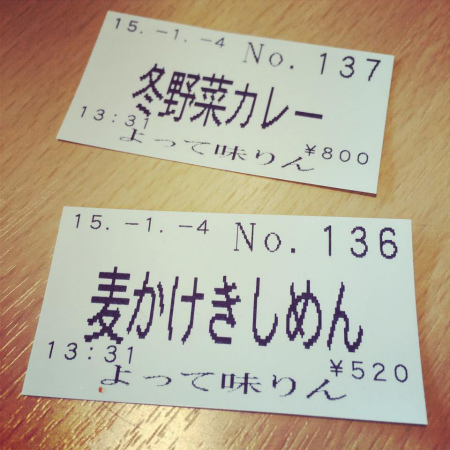 15.-1.-4 No. 137
冬野菜カレー
13:31 ¥800
よって味りん
15.-1.-4 No. 136
麦かけきしめん
13:31 ¥520
よって味りん